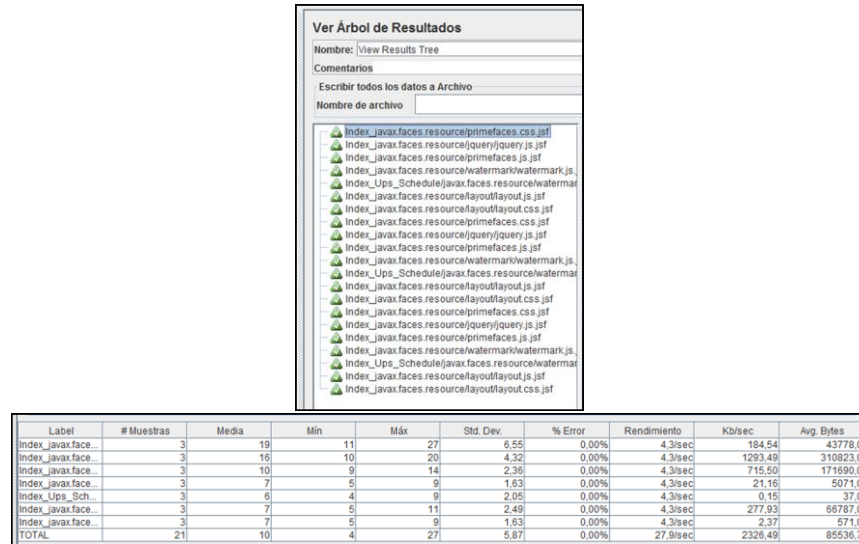 Ver Árbol de Resultados
Nombre: View Results Tree
Comentarios
Escribir todos los datos a Archivo
Nombre de archivo
Index_javax.faces.resource/primefaces.css.jsf
Index_javax.faces.resource/jquery/jquery.js.jsf
Index_javax.faces.resource/primefaces.js.jsf
Index_javax.faces.resource/watermark/watermark.js.
Index_Ups_Schedule/javax.faces.resource/watermar
Index_javax.faces.resource/layout/layout.js.jsf
Index_javax.faces.resource/layout/layout.css.jsf
Index_javax.faces.resource/primefaces.css.jsf
Index_javax.faces.resource/jquery/jquery.js.jsf
Index_javax.faces.resource/primefaces.js.jsf
Index_javax.faces.resource/watermark/watermark.js.
Index_Ups_Schedule/javax.faces.resource/watermar
Index_javax.faces.resource/layout/layout.js.jsf
Index_javax.faces.resource/layout/layout.css.jsf
Index_javax.faces.resource/primefaces.css.jsf
Index_javax.faces.resource/jquery/jquery.js.jsf
Index_javax.faces.resource/primefaces.js.jsf
Index_javax.faces.resource/watermark/watermark.js.
Index_Ups_Schedule/javax.faces.resource/watermar
Index_javax.faces.resource/layout/layout.js.jsf
Index_javax.faces.resource/layout/layout.css.jsf
Label # Muestras Media Mín Máx Std. Dev. % Error Rendimiento Kb/sec Avg. Bytes
Index_javax.face... 3 19 11 27 6,55 0,00% 4,3/sec 184,54 43778,0
Index_javax.face... 3 16 10 20 4,32 0,00% 4,3/sec 1293,49 310823,0
Index_javax.face... 3 10 9 14 2,36 0,00% 4,3/sec 715,50 171690,0
Index_javax.face... 3 7 5 9 1,63 0,00% 4,3/sec 21,16 5071,0
Index_Ups_Sch... 3 6 4 9 2,05 0,00% 4,3/sec 0,15 37,0
Index_javax.face... 3 7 5 11 2,49 0,00% 4,3/sec 277,93 66787,0
Index_javax.face... 3 7 5 9 1,63 0,00% 4,3/sec 2,37 571,0
TOTAL 21 10 4 27 5,87 0,00% 27,9/sec 2326,49 85536,